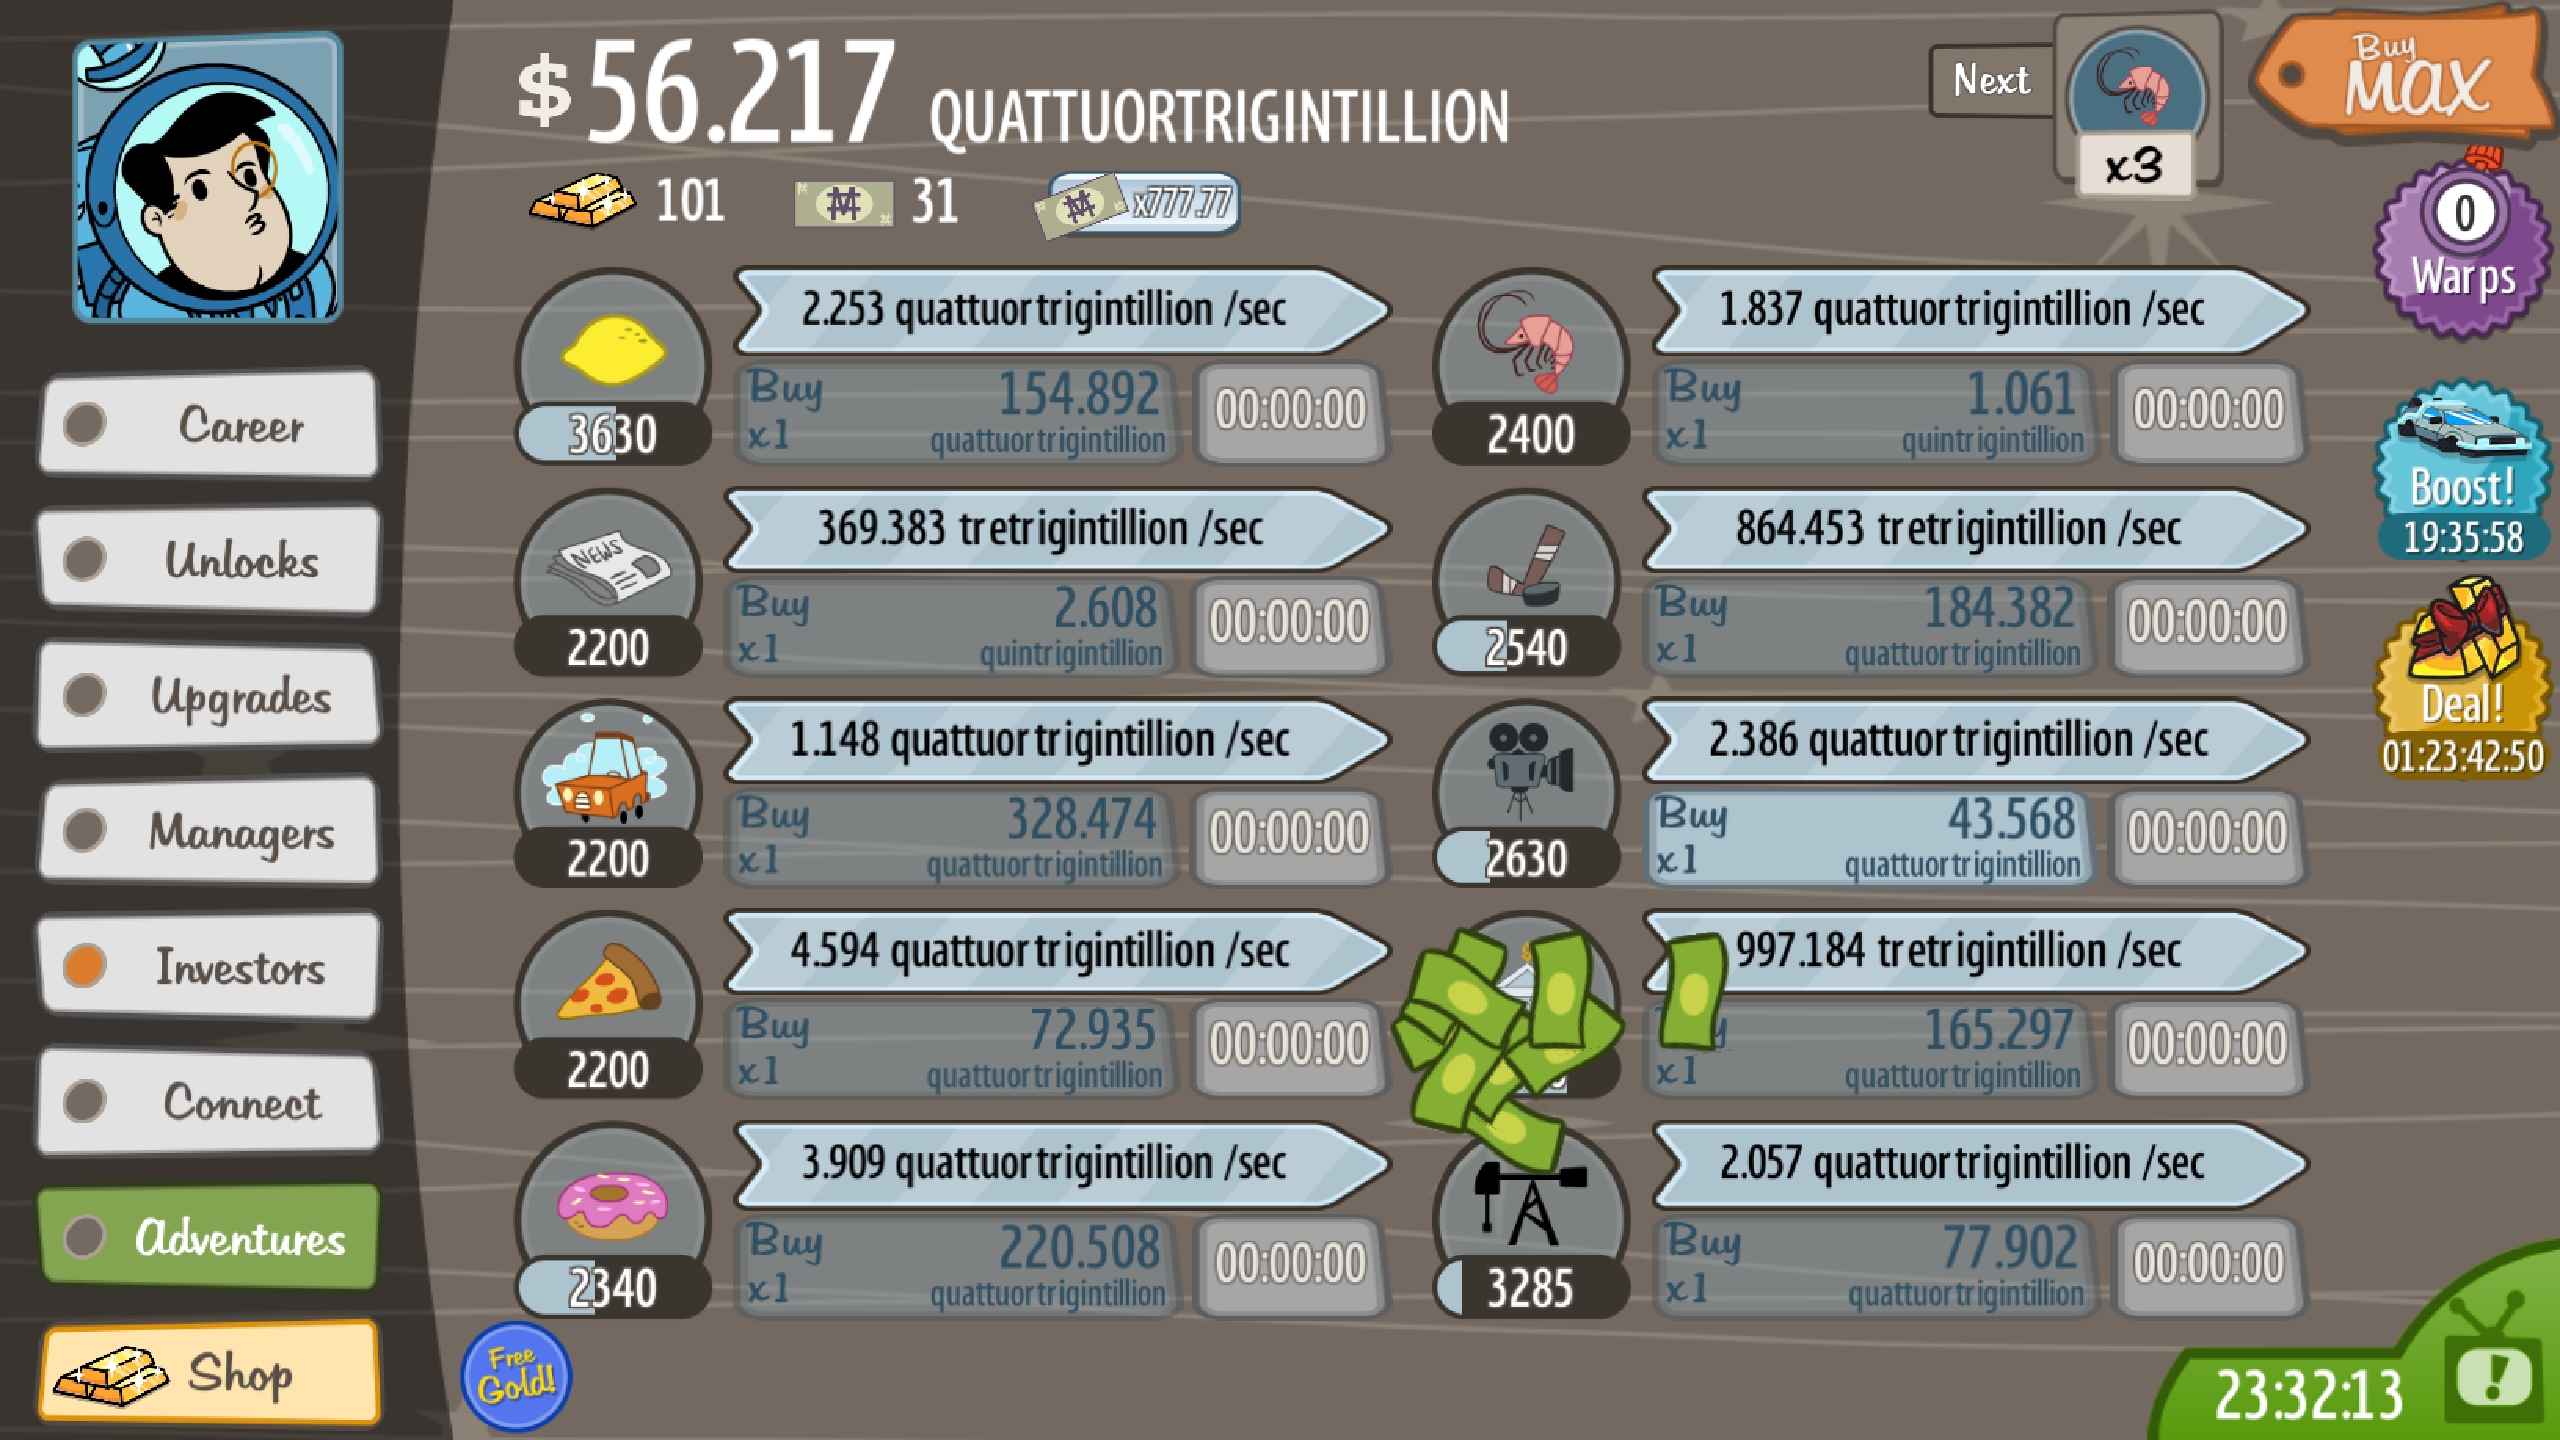 $56.217 QUATTUORTRIGINTILLION
101 31 x777.77
Next
x3
Buy
MAX
0
Warps
Boost!
19:35:58
Deal!
01:23:42:50
Career
Unlocks
Upgrades
Managers
Investors
Connect
Adventures
Shop
2.253 quattuortrigintillion /sec
3630
Buy x1
154.892
quattuortrigintillion
00:00:00
1.837 quattuortrigintillion /sec
2400
Buy x1
1.061
quintrigintillion
00:00:00
NEWS
369.383 tretrigintillion /sec
2200
Buy x1
2.608
quintrigintillion
00:00:00
864.453 tretrigintillion /sec
2540
Buy x1
184.382
quattuortrigintillion
00:00:00
1.148 quattuortrigintillion /sec
2200
Buy x1
328.474
quattuortrigintillion
00:00:00
2.386 quattuortrigintillion /sec
2630
Buy x1
43.568
quattuortrigintillion
00:00:00
4.594 quattuortrigintillion /sec
2200
Buy x1
72.935
quattuortrigintillion
00:00:00
997.184 tretrigintillion /sec
x1
165.297
quattuortrigintillion
00:00:00
3.909 quattuortrigintillion /sec
2340
Buy x1
220.508
quattuortrigintillion
00:00:00
2.057 quattuortrigintillion /sec
3285
Buy x1
77.902
quattuortrigintillion
00:00:00
Free
Gold!
23:32:13
!